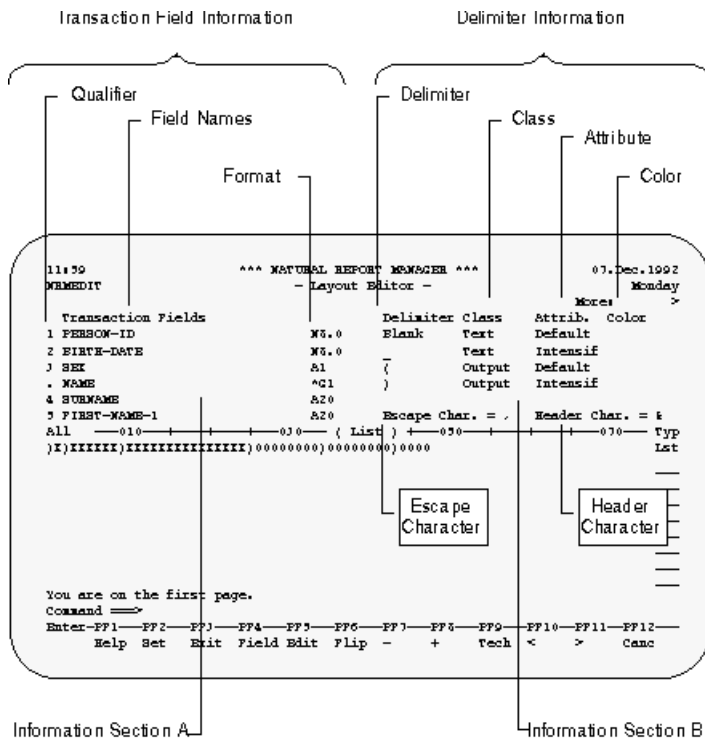 Transaction Field Information Delimiter Information
Qualifier Delimiter
Field Names Class
Attribute
Format Color
11:59 *** NATURAL REPORT MANAGER *** 07.Dec.1992
NRMEDIT - Layout Editor - Monday
More: >
Transaction Fields Delimiter Class Attrib. Color
1 PERSON-ID N8.0 Blank Text Default
2 BIRTH-DATE N6.0 _ Text Intensif
3 SEX A1 ( Output Default
. NAME *G1 ) Output Intensif
4 SURNAME A20
5 FIRST-NAME-1 A20 Escape Char. = , Header Char. = &
All ----010---+----+----030--- ( List ) +----050---+----+----070--- Typ
)X)XXXXXX)XXXXXXXXXXXXXXX)00000000)00000000)0000 Lst
Escape Character
Header Character
You are on the first page.
Command ===>
Enter-PF1---PF2---PF3---PF4---PF5---PF6---PF7---PF8---PF9---PF10--PF11--PF12---
Help Set Exit Field Edit Flip - + Tech < > Canc
Information Section A Information Section B